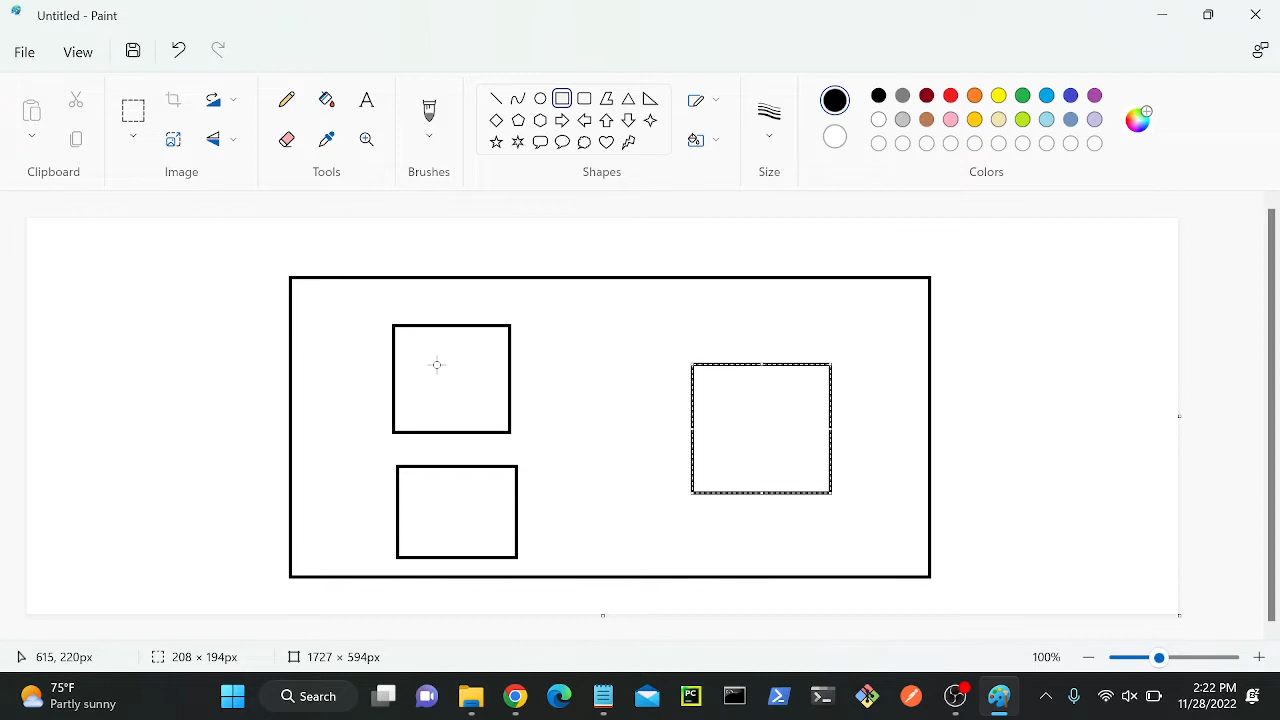 Untitled - Paint
File View
Clipboard Image Tools Brushes Shapes Size Colors
615, 220px 208 × 194px 1727 × 594px 100%
75°F
Partly sunny
Search
PC
2:22 PM
11/28/2022